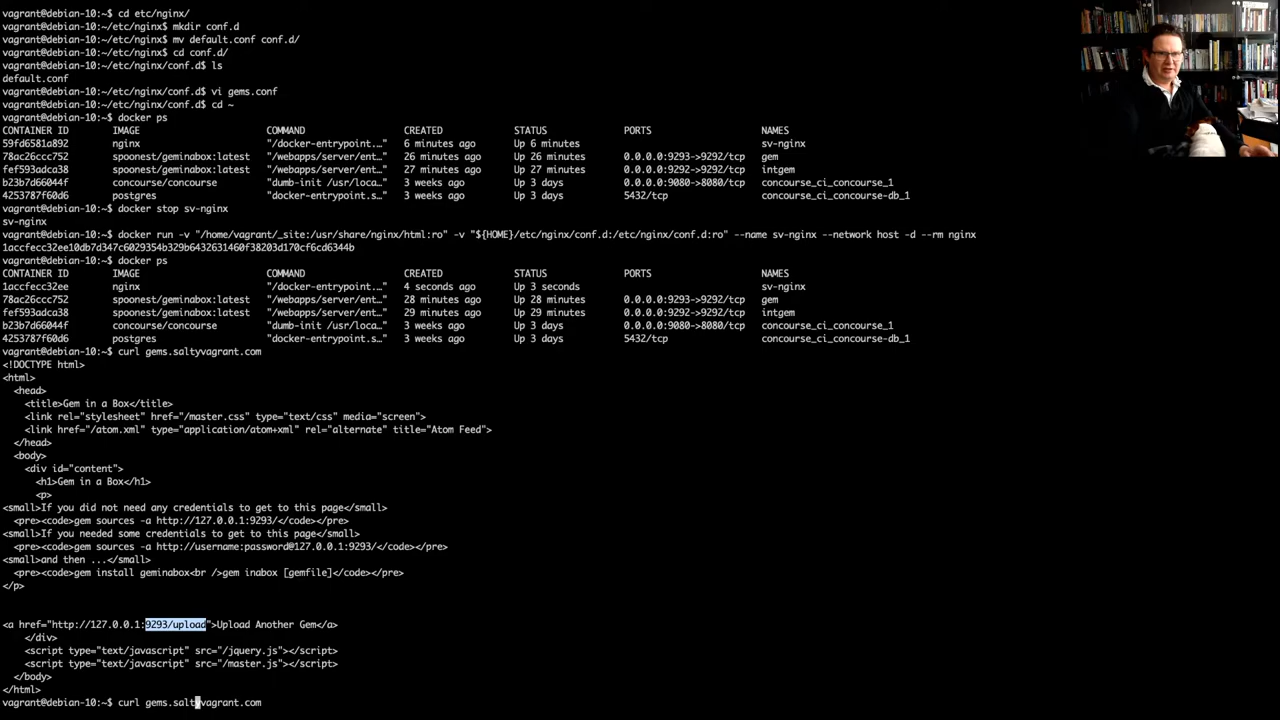 vagrant@debian-10:~$ cd etc/nginx/
vagrant@debian-10:~/etc/nginx$ mkdir conf.d
vagrant@debian-10:~/etc/nginx$ mv default.conf conf.d/
vagrant@debian-10:~/etc/nginx$ cd conf.d/
vagrant@debian-10:~/etc/nginx/conf.d$ ls
default.conf
vagrant@debian-10:~/etc/nginx/conf.d$ vi gems.conf
vagrant@debian-10:~/etc/nginx/conf.d$ cd ~
vagrant@debian-10:~$ docker ps
CONTAINER ID IMAGE COMMAND CREATED STATUS PORTS NAMES
59fd6581a892 nginx "/docker-entrypoint.…" 6 minutes ago Up 6 minutes sv-nginx
78ac26ccc752 spoonest/geminabox:latest "/webapps/server/ent…" 26 minutes ago Up 26 minutes 0.0.0.0:9293->9292/tcp gem
fef593adca38 spoonest/geminabox:latest "/webapps/server/ent…" 27 minutes ago Up 27 minutes 0.0.0.0:9292->9292/tcp intgem
b23b7d66044f concourse/concourse "dumb-init /usr/loca…" 3 weeks ago Up 3 days 0.0.0.0:9080->8080/tcp concourse_ci_concourse_1
4253787f60d6 postgres "docker-entrypoint.s…" 3 weeks ago Up 3 days 5432/tcp concourse_ci_concourse-db_1
vagrant@debian-10:~$ docker stop sv-nginx
sv-nginx
vagrant@debian-10:~$ docker run -v "/home/vagrant/_site:/usr/share/nginx/html:ro" -v "${HOME}/etc/nginx/conf.d:/etc/nginx/conf.d:ro" --name sv-nginx --network host -d --rm nginx
1accfecc32ee10db7d347c6029354b329b6432631460f38203d170cf6cd6344b
vagrant@debian-10:~$ docker ps
CONTAINER ID IMAGE COMMAND CREATED STATUS PORTS NAMES
1accfecc32ee nginx "/docker-entrypoint.…" 4 seconds ago Up 3 seconds sv-nginx
78ac26ccc752 spoonest/geminabox:latest "/webapps/server/ent…" 28 minutes ago Up 28 minutes 0.0.0.0:9293->9292/tcp gem
fef593adca38 spoonest/geminabox:latest "/webapps/server/ent…" 29 minutes ago Up 29 minutes 0.0.0.0:9292->9292/tcp intgem
b23b7d66044f concourse/concourse "dumb-init /usr/loca…" 3 weeks ago Up 3 days 0.0.0.0:9080->8080/tcp concourse_ci_concourse_1
4253787f60d6 postgres "docker-entrypoint.s…" 3 weeks ago Up 3 days 5432/tcp concourse_ci_concourse-db_1
vagrant@debian-10:~$ curl gems.saltyvagrant.com
<!DOCTYPE html>
<html>
<head>
<title>Gem in a Box</title>
<link rel="stylesheet" href="/master.css" type="text/css" media="screen">
<link href="/atom.xml" type="application/atom+xml" rel="alternate" title="Atom Feed">
</head>
<body>
<div id="content">
<h1>Gem in a Box</h1>
<p>
<small>If you did not need any credentials to get to this page</small>
<pre><code>gem sources -a http://127.0.0.1:9293/</code></pre>
<small>If you needed some credentials to get to this page</small>
<pre><code>gem sources -a http://username:password@127.0.0.1:9293/</code></pre>
<small>and then ...</small>
<pre><code>gem install geminabox<br />gem inabox [gemfile]</code></pre>
</p>
<a href="http://127.0.0.1:9293/upload">Upload Another Gem</a>
</div>
<script type="text/javascript" src="/jquery.js"></script>
<script type="text/javascript" src="/master.js"></script>
</body>
</html>
vagrant@debian-10:~$ curl gems.saltyvagrant.com